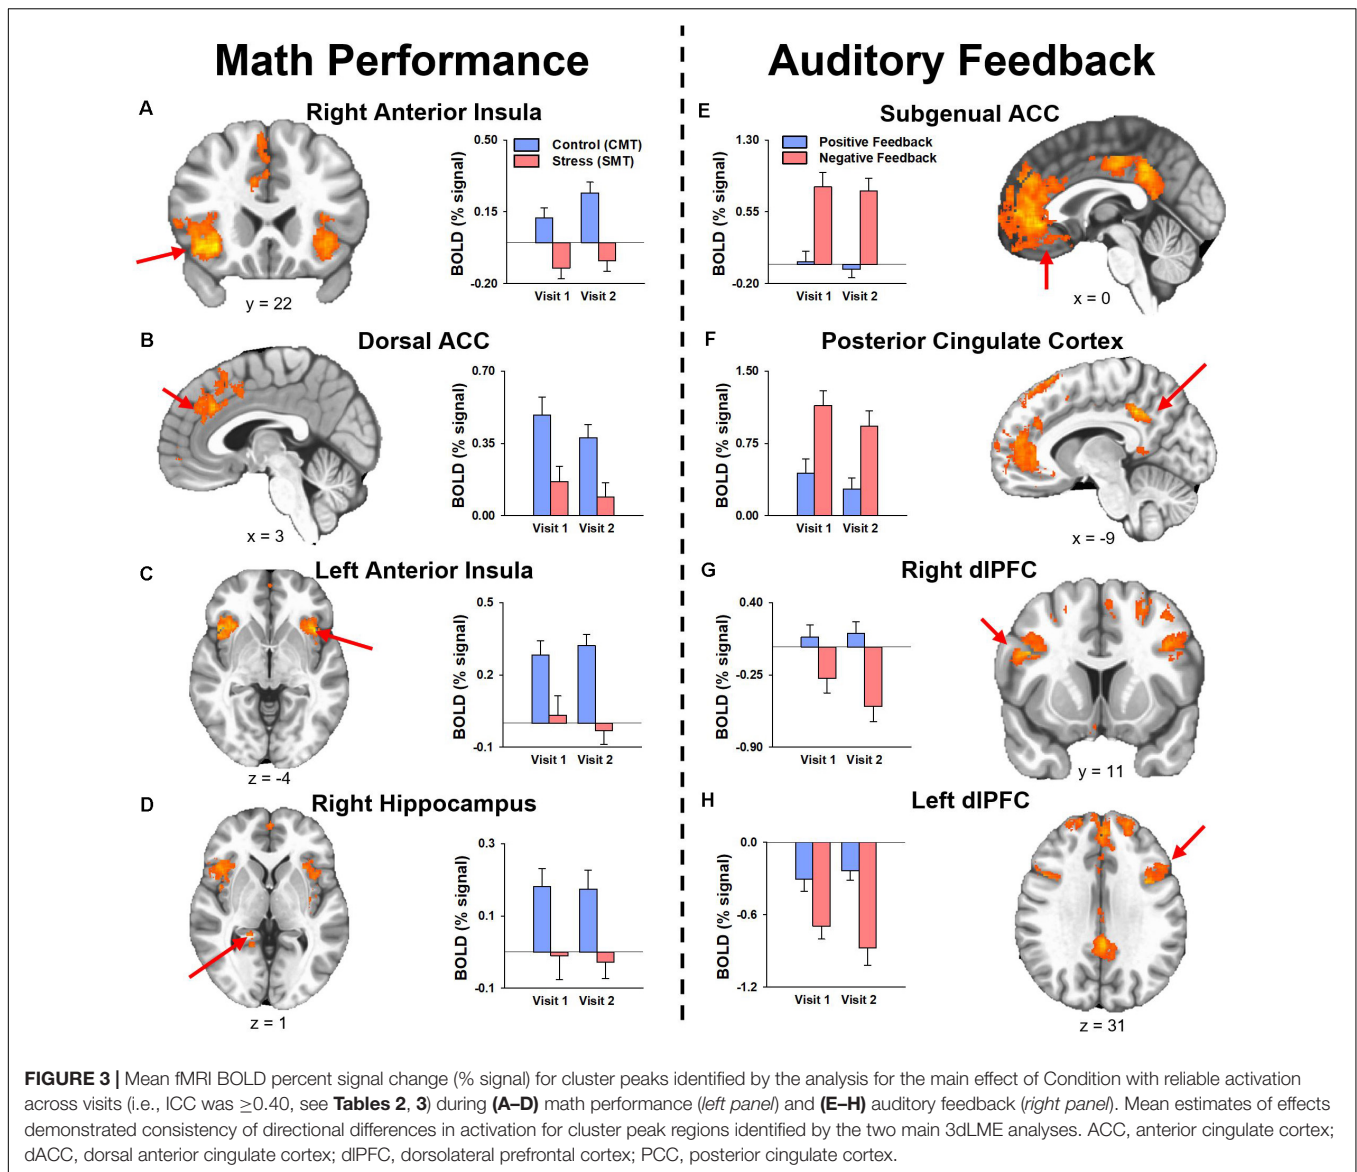 Math Performance
Auditory Feedback
A
Right Anterior Insula
0.50
0.15
-0.20
BOLD (% signal)
Control (CMT)
Stress (SMT)
Visit 1 Visit 2
y = 22
B
Dorsal ACC
0.70
0.35
0.00
BOLD (% signal)
Visit 1 Visit 2
x = 3
C
Left Anterior Insula
0.5
0.2
-0.1
BOLD (% signal)
Visit 1 Visit 2
z = -4
D
Right Hippocampus
0.3
0.1
-0.1
BOLD (% signal)
Visit 1 Visit 2
z = 1
E
Subgenual ACC
1.30
0.55
-0.20
BOLD (% signal)
Positive Feedback
Negative Feedback
Visit 1 Visit 2
x = 0
F
Posterior Cingulate Cortex
1.50
0.75
0.00
BOLD (% signal)
Visit 1 Visit 2
x = -9
G
Right dlPFC
0.40
-0.25
-0.90
BOLD (% signal)
Visit 1 Visit 2
y = 11
H
Left dlPFC
0.0
-0.6
-1.2
BOLD (% signal)
Visit 1 Visit 2
z = 31
FIGURE 3 | Mean fMRI BOLD percent signal change (% signal) for cluster peaks identified by the analysis for the main effect of Condition with reliable activation
across visits (i.e., ICC was ≥0.40, see Tables 2, 3) during (A–D) math performance (left panel) and (E–H) auditory feedback (right panel). Mean estimates of effects
demonstrated consistency of directional differences in activation for cluster peak regions identified by the two main 3dLME analyses. ACC, anterior cingulate cortex;
dACC, dorsal anterior cingulate cortex; dlPFC, dorsolateral prefrontal cortex; PCC, posterior cingulate cortex.